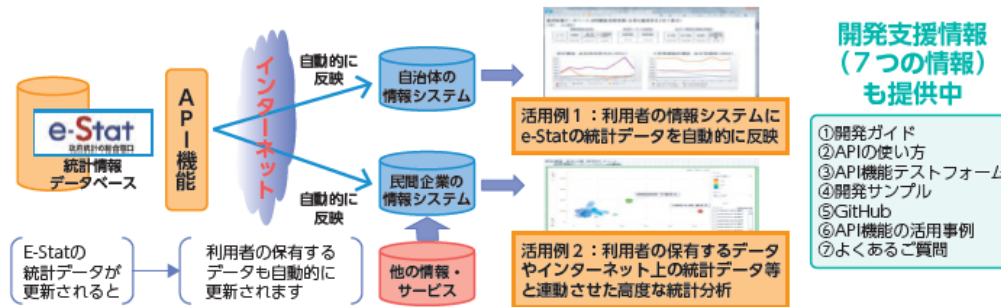 e-Stat
政府統計の総合窓口
統計情報
データベース
API機能
インターネット
自動的に
反映
自動的に
反映
自治体の
情報システム
民間企業の
情報システム
他の情報・
サービス
E-Statの
統計データが
更新されると
利用者の保有する
データも自動的に
更新されます
活用例1:利用者の情報システムに
e-Statの統計データを自動的に反映
活用例2:利用者の保有するデータ
やインターネット上の統計データ等
と連動させた高度な統計分析
開発支援情報
(7つの情報)
も提供中
①開発ガイド
②APIの使い方
③API機能テストフォーム
④開発サンプル
⑤GitHub
⑥API機能の活用事例
⑦よくあるご質問